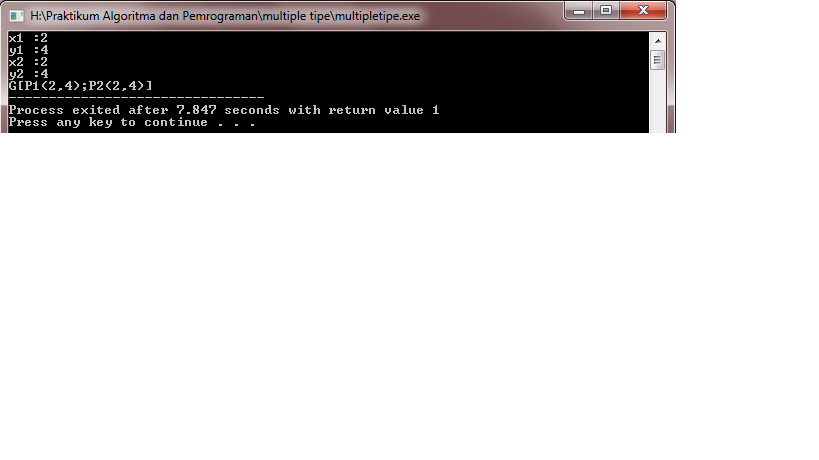 H:\Praktikum Algoritma dan Pemrograman\multiple tipe\multipletipe.exe
x1 :2
y1 :4
x2 :2
y2 :4
G[P1(2,4);P2(2,4)]
--------------------------------
Process exited after 7.847 seconds with return value 1
Press any key to continue . . .